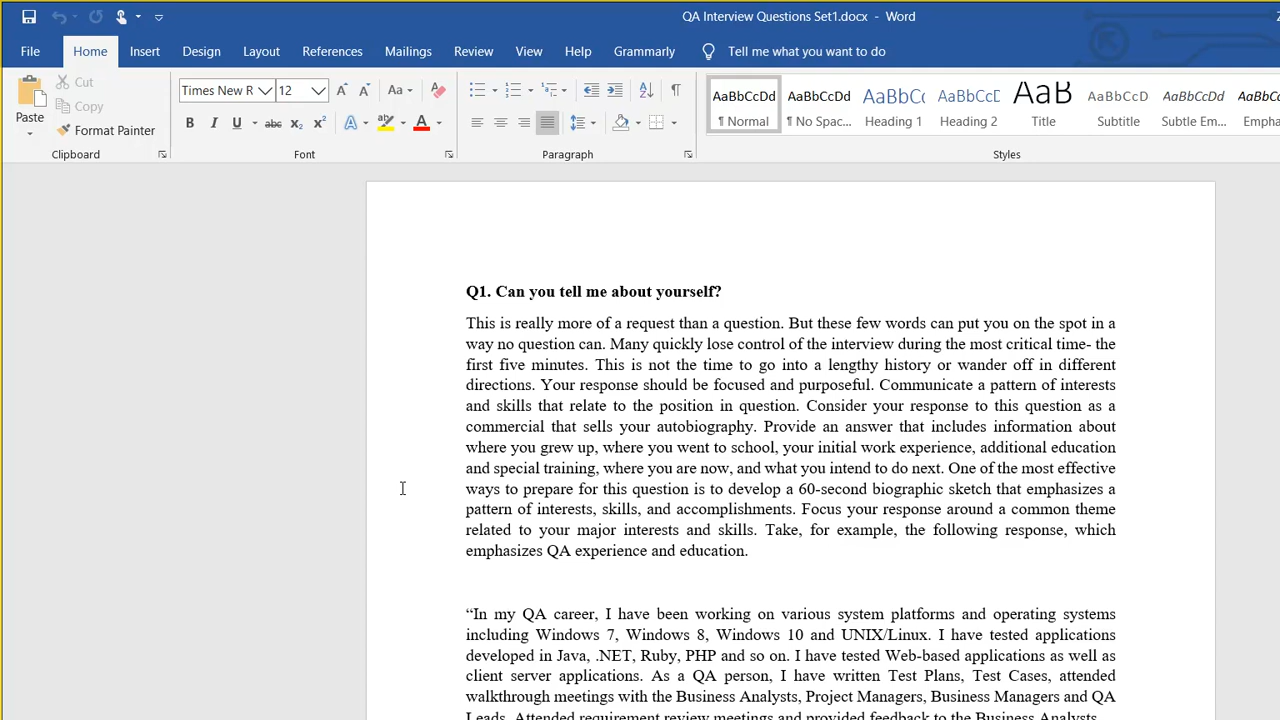 QA Interview Questions Set1.docx - Word
File Home Insert Design Layout References Mailings Review View Help Grammarly Tell me what you want to do
Paste
Cut
Copy
Format Painter
Clipboard
Times New R 12 Aa
B I U abc x₂ x² A A
Font
Paragraph
AaBbCcDd AaBbCcDd AaBbCc AaBbCcD AaB AaBbCcD AaBbCcDd AaBbCcD
¶ Normal ¶ No Spac... Heading 1 Heading 2 Title Subtitle Subtle Em... Emphasis
Styles
Q1. Can you tell me about yourself?
This is really more of a request than a question. But these few words can put you on the spot in a
way no question can. Many quickly lose control of the interview during the most critical time- the
first five minutes. This is not the time to go into a lengthy history or wander off in different
directions. Your response should be focused and purposeful. Communicate a pattern of interests
and skills that relate to the position in question. Consider your response to this question as a
commercial that sells your autobiography. Provide an answer that includes information about
where you grew up, where you went to school, your initial work experience, additional education
and special training, where you are now, and what you intend to do next. One of the most effective
ways to prepare for this question is to develop a 60-second biographic sketch that emphasizes a
pattern of interests, skills, and accomplishments. Focus your response around a common theme
related to your major interests and skills. Take, for example, the following response, which
emphasizes QA experience and education.
“In my QA career, I have been working on various system platforms and operating systems
including Windows 7, Windows 8, Windows 10 and UNIX/Linux. I have tested applications
developed in Java, .NET, Ruby, PHP and so on. I have tested Web-based applications as well as
client server applications. As a QA person, I have written Test Plans, Test Cases, attended
walkthrough meetings with the Business Analysts, Project Managers, Business Managers and QA
Leads. Attended requirement review meetings and provided feedback to the Business Analysts.